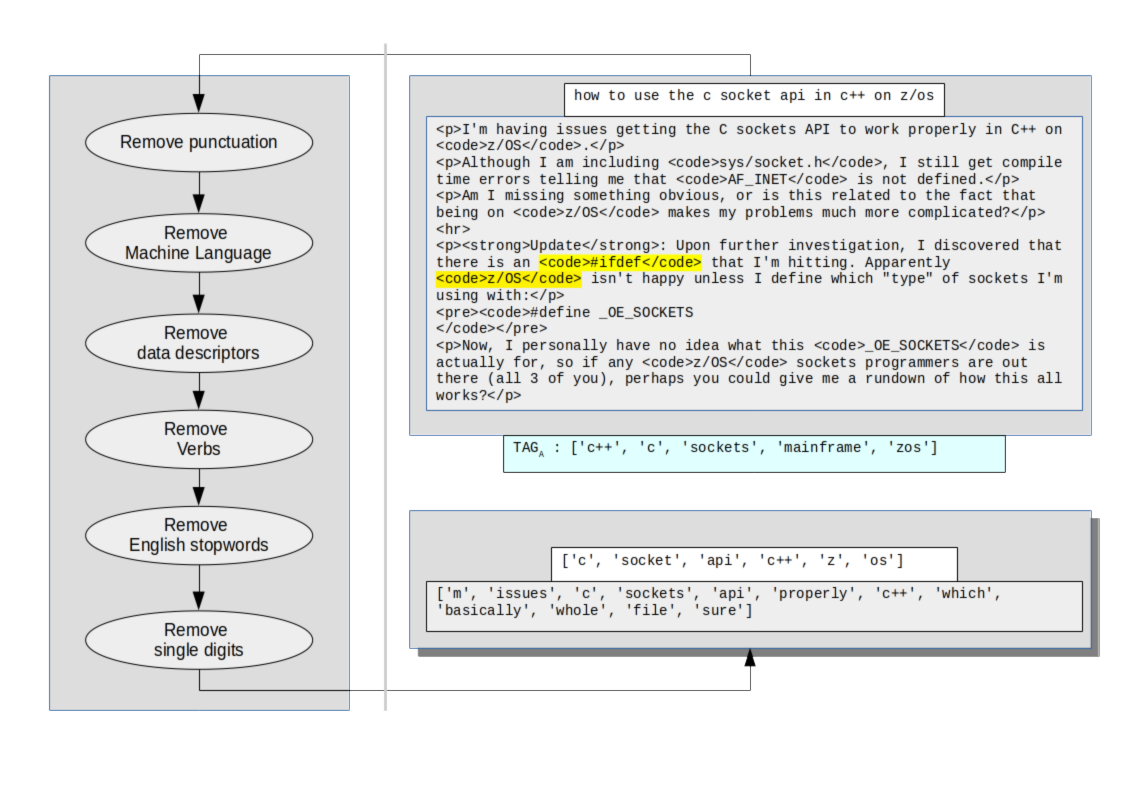 Remove punctuation
Remove
Machine Language
Remove
data descriptors
Remove
Verbs
Remove
English stopwords
Remove
single digits
how to use the c socket api in c++ on z/os
<p>I'm having issues getting the C sockets API to work properly in C++ on
<code>z/OS</code>.</p>
<p>Although I am including <code>sys/socket.h</code>, I still get compile
time errors telling me that <code>AF_INET</code> is not defined.</p>
<p>Am I missing something obvious, or is this related to the fact that
being on <code>z/OS</code> makes my problems much more complicated?</p>
<hr>
<p><strong>Update</strong>: Upon further investigation, I discovered that
there is an <code>#ifdef</code> that I'm hitting. Apparently
<code>z/OS</code> isn't happy unless I define which "type" of sockets I'm
using with:</p>
<pre><code>#define _OE_SOCKETS
</code></pre>
<p>Now, I personally have no idea what this <code>_OE_SOCKETS</code> is
actually for, so if any <code>z/OS</code> sockets programmers are out
there (all 3 of you), perhaps you could give me a rundown of how this all
works?</p>
TAG_A : ['c++', 'c', 'sockets', 'mainframe', 'zos']
['c', 'socket', 'api', 'c++', 'z', 'os']
['m', 'issues', 'c', 'sockets', 'api', 'properly', 'c++', 'which',
'basically', 'whole', 'file', 'sure']